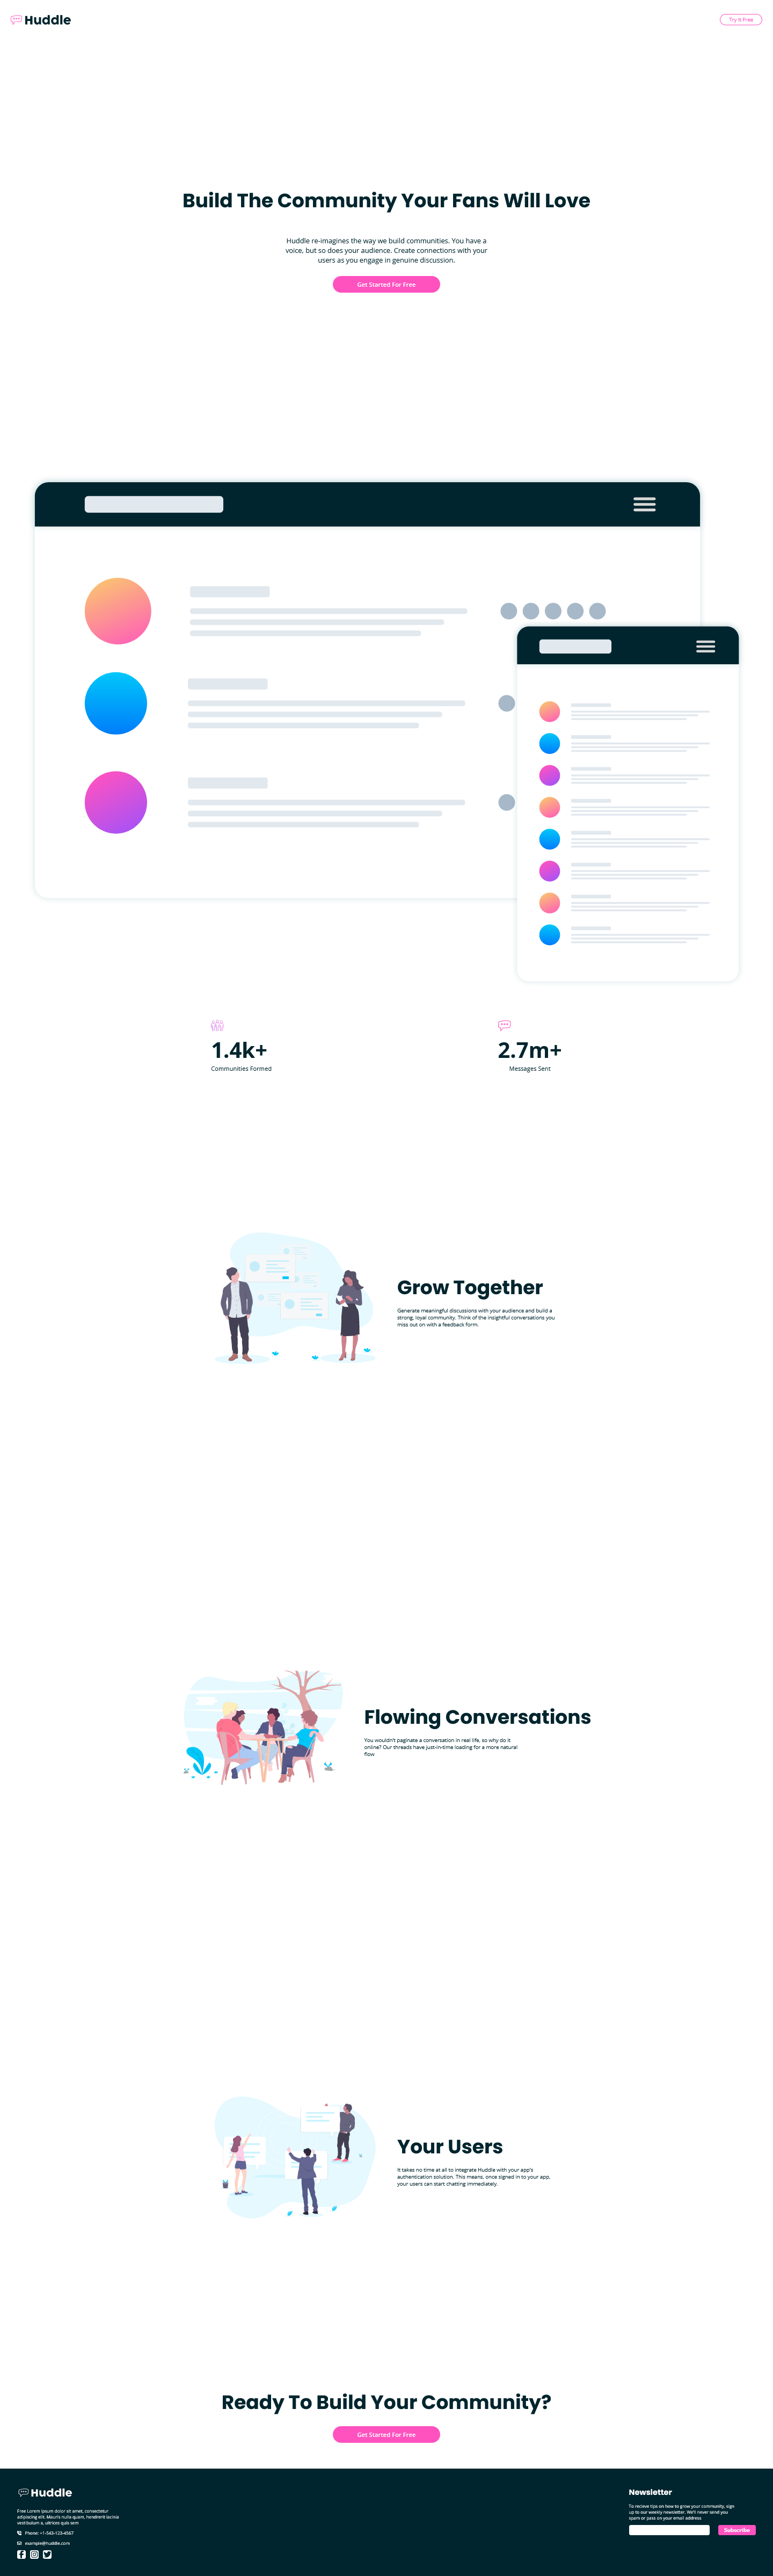 Huddle
Try It Free
Build The Community Your Fans Will Love
Huddle re-imagines the way we build communities. You have a
voice, but so does your audience. Create connections with your
users as you engage in genuine discussion.
Get Started For Free
1.4k+
Communities Formed
2.7m+
Messages Sent
Grow Together
Generate meaningful discussions with your audience and build a
strong, loyal community. Think of the insightful conversations you
miss out on with a feedback form.
Flowing Conversations
You wouldn't paginate a conversation in real life, so why do it
online? Our threads have just-in-time loading for a more natural
flow
Your Users
It takes no time at all to integrate Huddle with your app's
authentication solution. This means, once signed in to your app,
your users can start chatting immediately.
Ready To Build Your Community?
Get Started For Free
Huddle
Free Lorem ipsum dolor sit amet, consectetur
adipiscing elit. Mauris nulla quam, hendrerit lacinia
vestibulum a, ultrices quis sem
Phone: +1-543-123-4567
example@huddle.com
Newsletter
To recieve tips on how to grow your community, sign
up to our weekly newsletter. We'll never send you
spam or pass on your email address
Subscribe